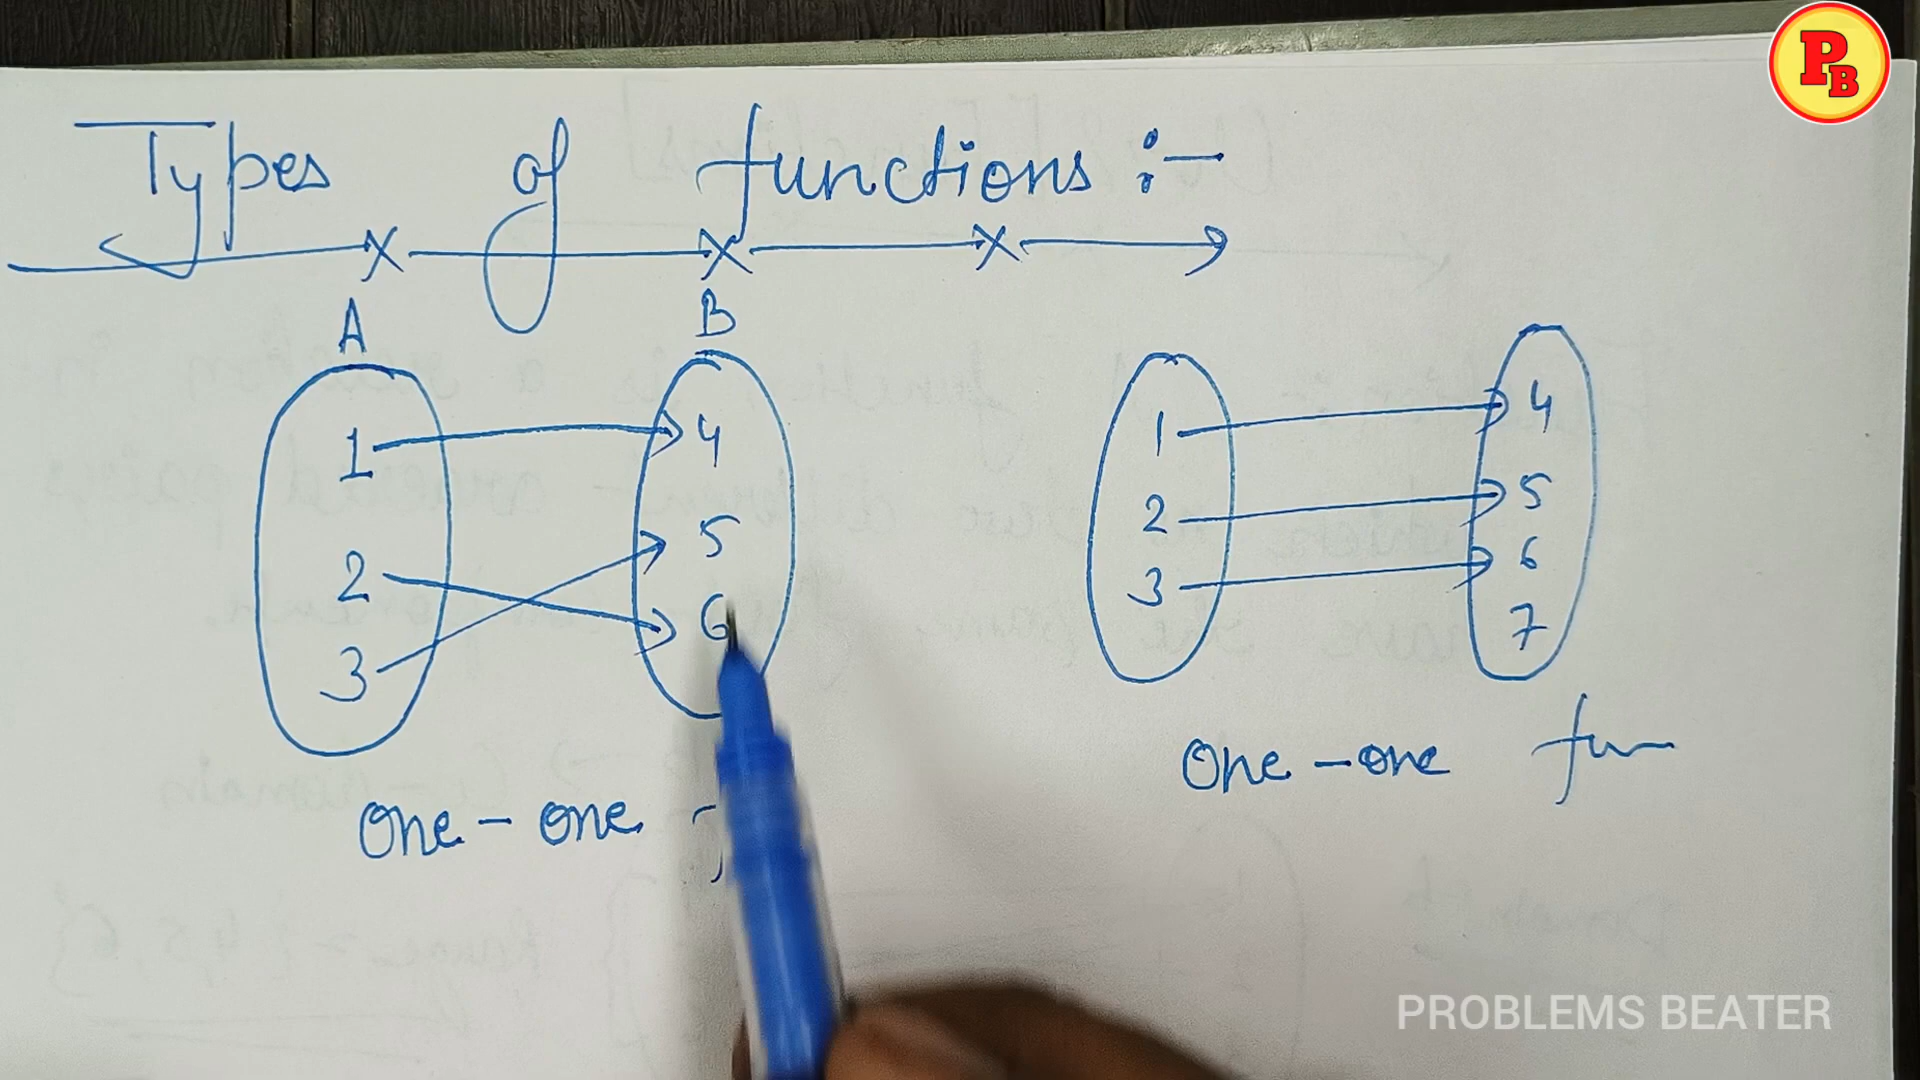 PB
Types of functions :-
A B
1 4
2 5
3 6
1 4
2 5
3 6
7
One - one
One - one fun
PROBLEMS BEATER